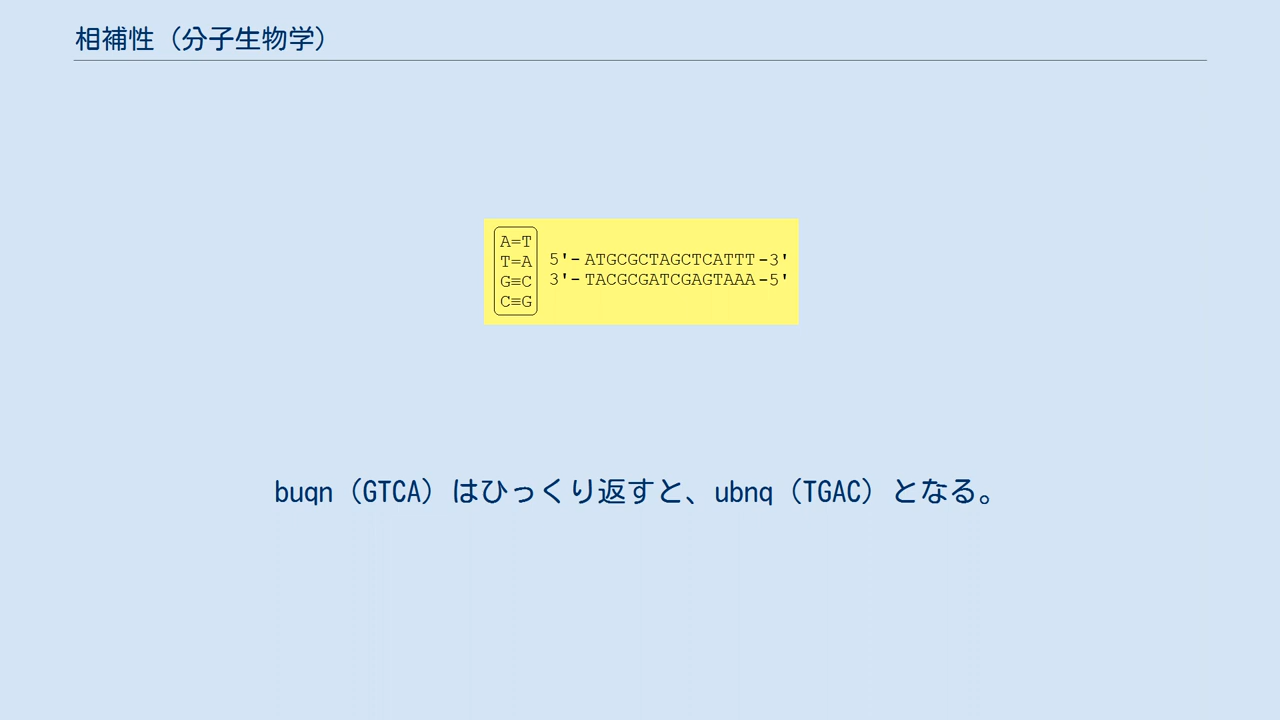 相補性（分子生物学）
A=T
T=A
G≡C
C≡G
5'-ATGCGCTAGCTCATTT-3'
3'-TACGCGATCGAGTAAA-5'
buqn（GTCA）はひっくり返すと、ubnq（TGAC）となる。